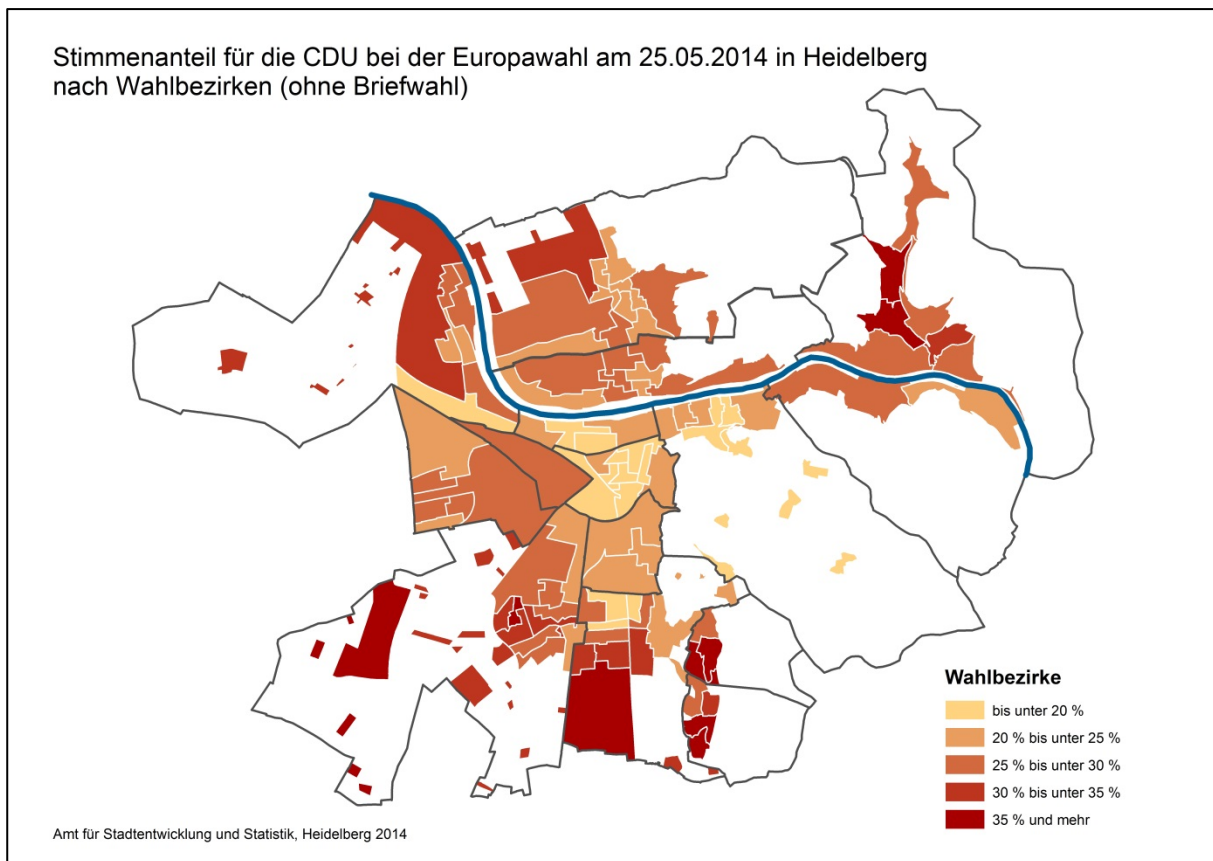 Stimmenanteil für die CDU bei der Europawahl am 25.05.2014 in Heidelberg
nach Wahlbezirken (ohne Briefwahl)
Wahlbezirke
bis unter 20 %
20 % bis unter 25 %
25 % bis unter 30 %
30 % bis unter 35 %
35 % und mehr
Amt für Stadtentwicklung und Statistik, Heidelberg 2014